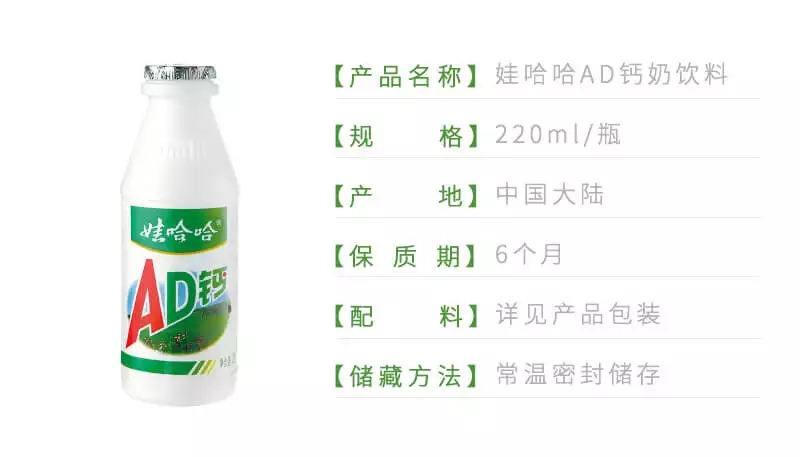 娃哈哈
AD钙
【产品名称】娃哈哈AD钙奶饮料
【规 格】220ml/瓶
【产 地】中国大陆
【保 质 期】6个月
【配 料】详见产品包装
【储藏方法】常温密封储存